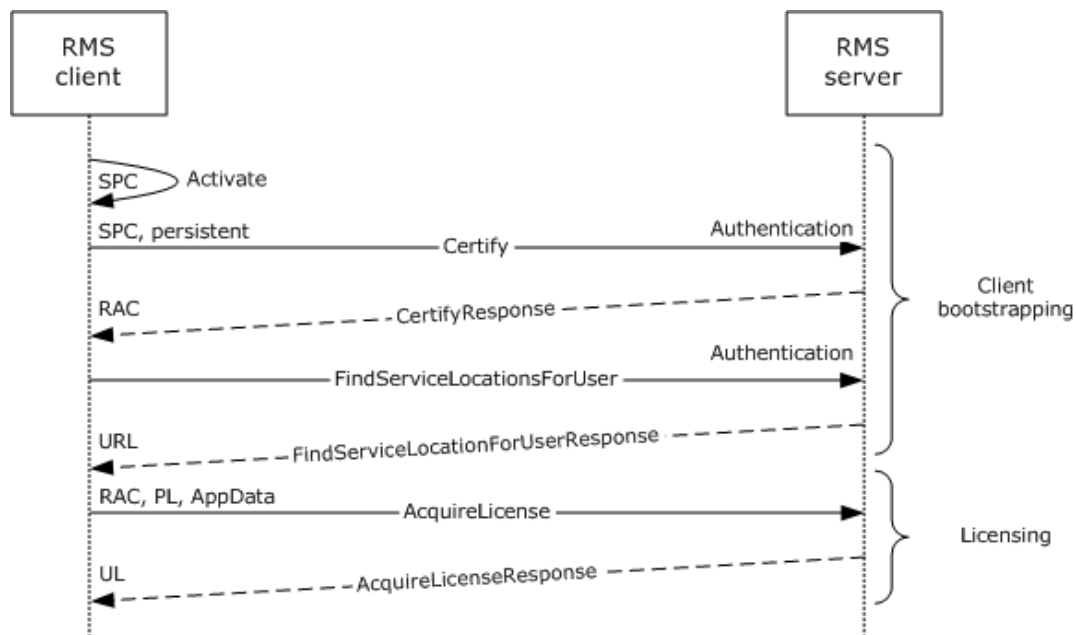 RMS
client
RMS
server
SPC
Activate
SPC, persistent
Authentication
Certify
RAC
CertifyResponse
Client
bootstrapping
Authentication
FindServiceLocationsForUser
URL
FindServiceLocationForUserResponse
RAC, PL, AppData
AcquireLicense
Licensing
UL
AcquireLicenseResponse